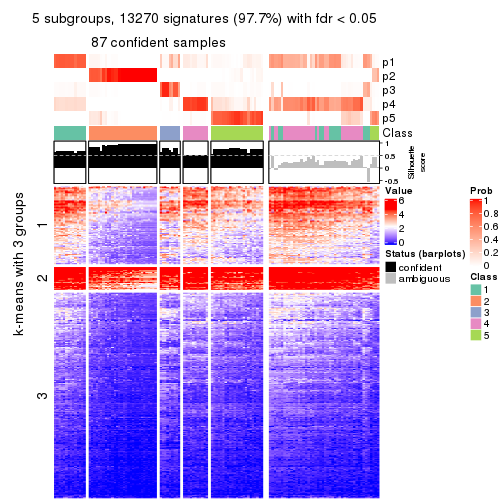 5 subgroups, 13270 signatures (97.7%) with fdr < 0.05
87 confident samples
p1
p2
p3
p4
p5
Class
1
0.5
0
-0.5
Silhouette
score
k-means with 3 groups
1
2
3
Value
6
4
2
0
Status (barplots)
confident
ambiguous
Prob
1
0.8
0.6
0.4
0.2
0
Class
1
2
3
4
5